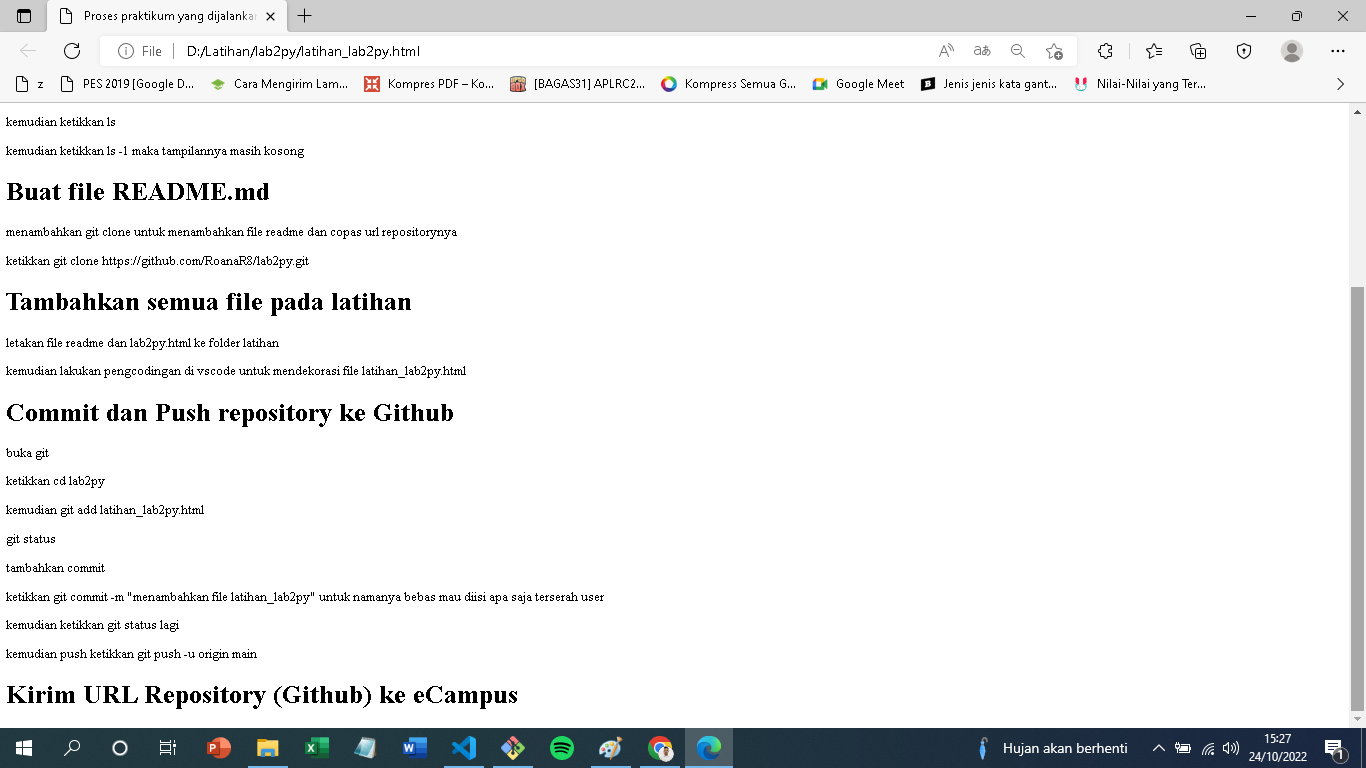 Proses praktikum yang dijalankan
File
D:/Latihan/lab2py/latihan_lab2py.html
z
PES 2019 [Google D...
Cara Mengirim Lam...
Kompres PDF – Ko...
[BAGAS31] APLRC2...
Kompress Semua G...
Google Meet
Jenis jenis kata gant...
Nilai-Nilai yang Ter...
kemudian ketikkan ls
kemudian ketikkan ls -l maka tampilannya masih kosong
Buat file README.md
menambahkan git clone untuk menambahkan file readme dan copas url repositorynya
ketikkan git clone https://github.com/RoanaR8/lab2py.git
Tambahkan semua file pada latihan
letakan file readme dan lab2py.html ke folder latihan
kemudian lakukan pengcodingan di vscode untuk mendekorasi file latihan_lab2py.html
Commit dan Push repository ke Github
buka git
ketikkan cd lab2py
kemudian git add latihan_lab2py.html
git status
tambahkan commit
ketikkan git commit -m "menambahkan file latihan_lab2py" untuk namanya bebas mau diisi apa saja terserah user
kemudian ketikkan git status lagi
kemudian push ketikkan git push -u origin main
Kirim URL Repository (Github) ke eCampus
Hujan akan berhenti
15:27
24/10/2022
1